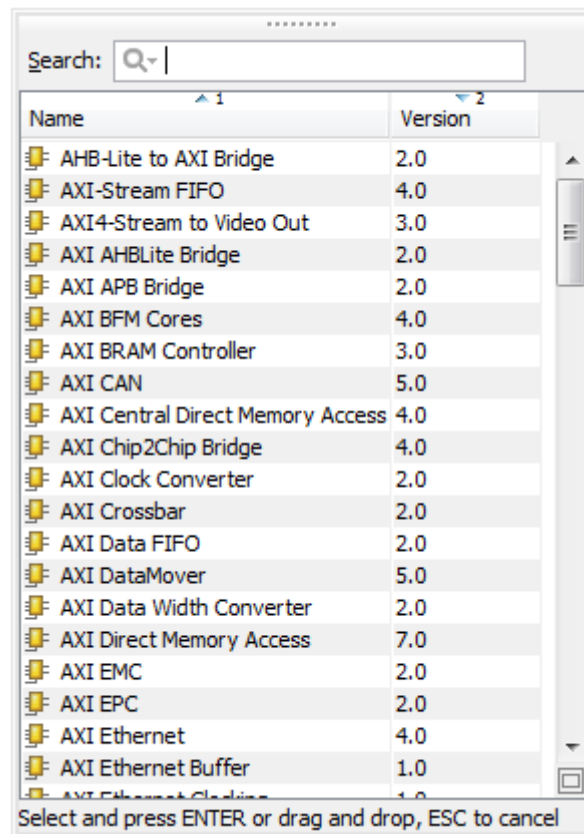 Search:
1 2
Name Version
AHB-Lite to AXI Bridge 2.0
AXI-Stream FIFO 4.0
AXI4-Stream to Video Out 3.0
AXI AHBLite Bridge 2.0
AXI APB Bridge 2.0
AXI BFM Cores 4.0
AXI BRAM Controller 3.0
AXI CAN 5.0
AXI Central Direct Memory Access 4.0
AXI Chip2Chip Bridge 4.0
AXI Clock Converter 2.0
AXI Crossbar 2.0
AXI Data FIFO 2.0
AXI DataMover 5.0
AXI Data Width Converter 2.0
AXI Direct Memory Access 7.0
AXI EMC 2.0
AXI EPC 2.0
AXI Ethernet 4.0
AXI Ethernet Buffer 1.0
AXI Ethernet Clocking 1.0
Select and press ENTER or drag and drop, ESC to cancel